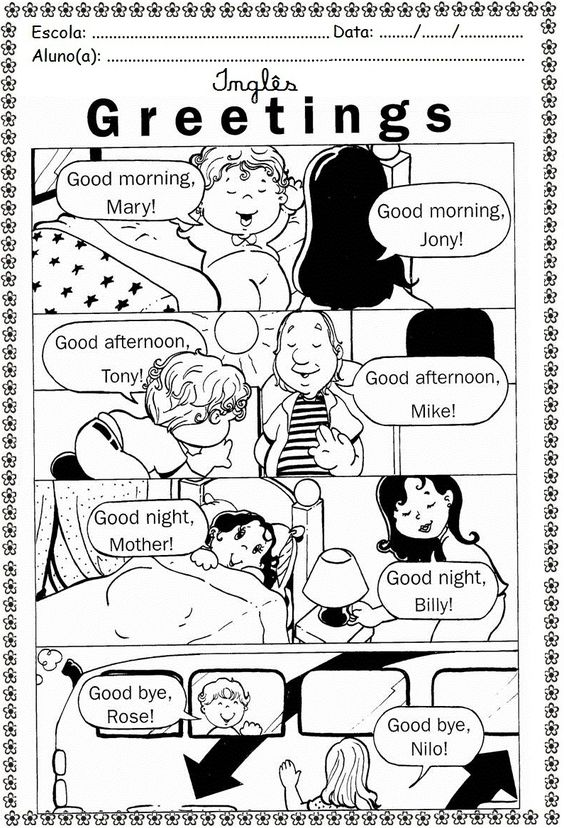 Escola: ............................................... Data: ......../....../..............
Aluno(a): ..........................................................................................
Inglês
Greetings
Good morning,
Mary!
Good morning,
Jony!
Good afternoon,
Tony!
Good afternoon,
Mike!
Good night,
Mother!
Good night,
Billy!
Good bye,
Rose!
Good bye,
Nilo!